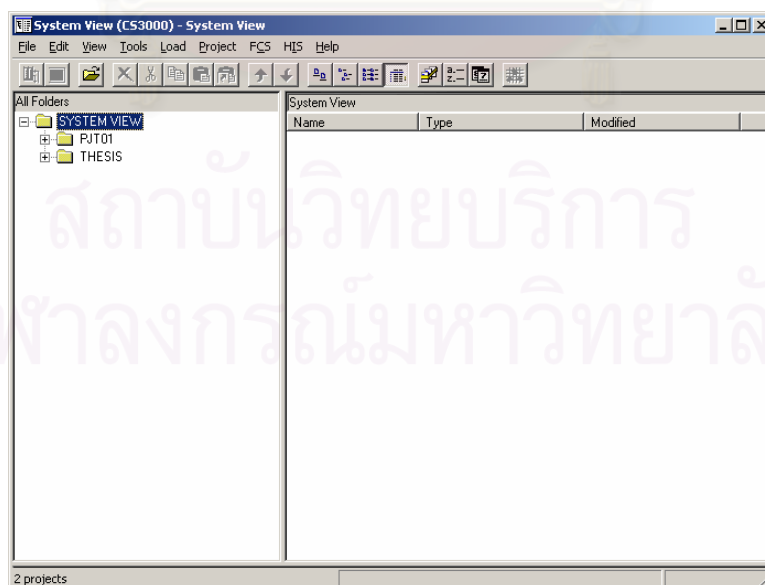 System View (CS3000) - System View
File Edit View Tools Load Project FCS HIS Help
All Folders
System View
SYSTEM VIEW
PJT01
THESIS
Name Type Modified
สถาบันวิทยบริการ
จุฬาลงกรณ์มหาวิทยาลัย
2 projects